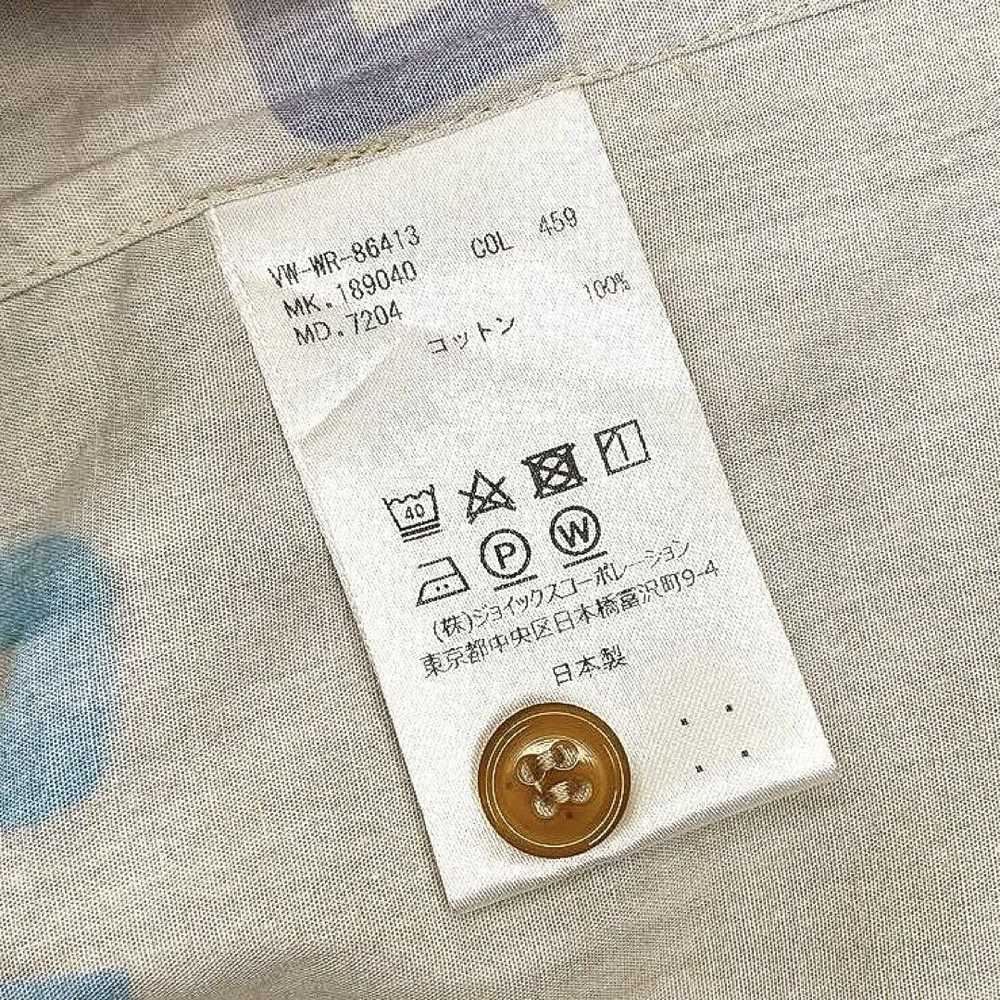 VW-WR-86413
MK.189040 COL 459
MD.7204
コットン 100%
40
P W
(株)ジョイックスコーポレーション
東京都中央区日本橋富沢町9-4
日本製